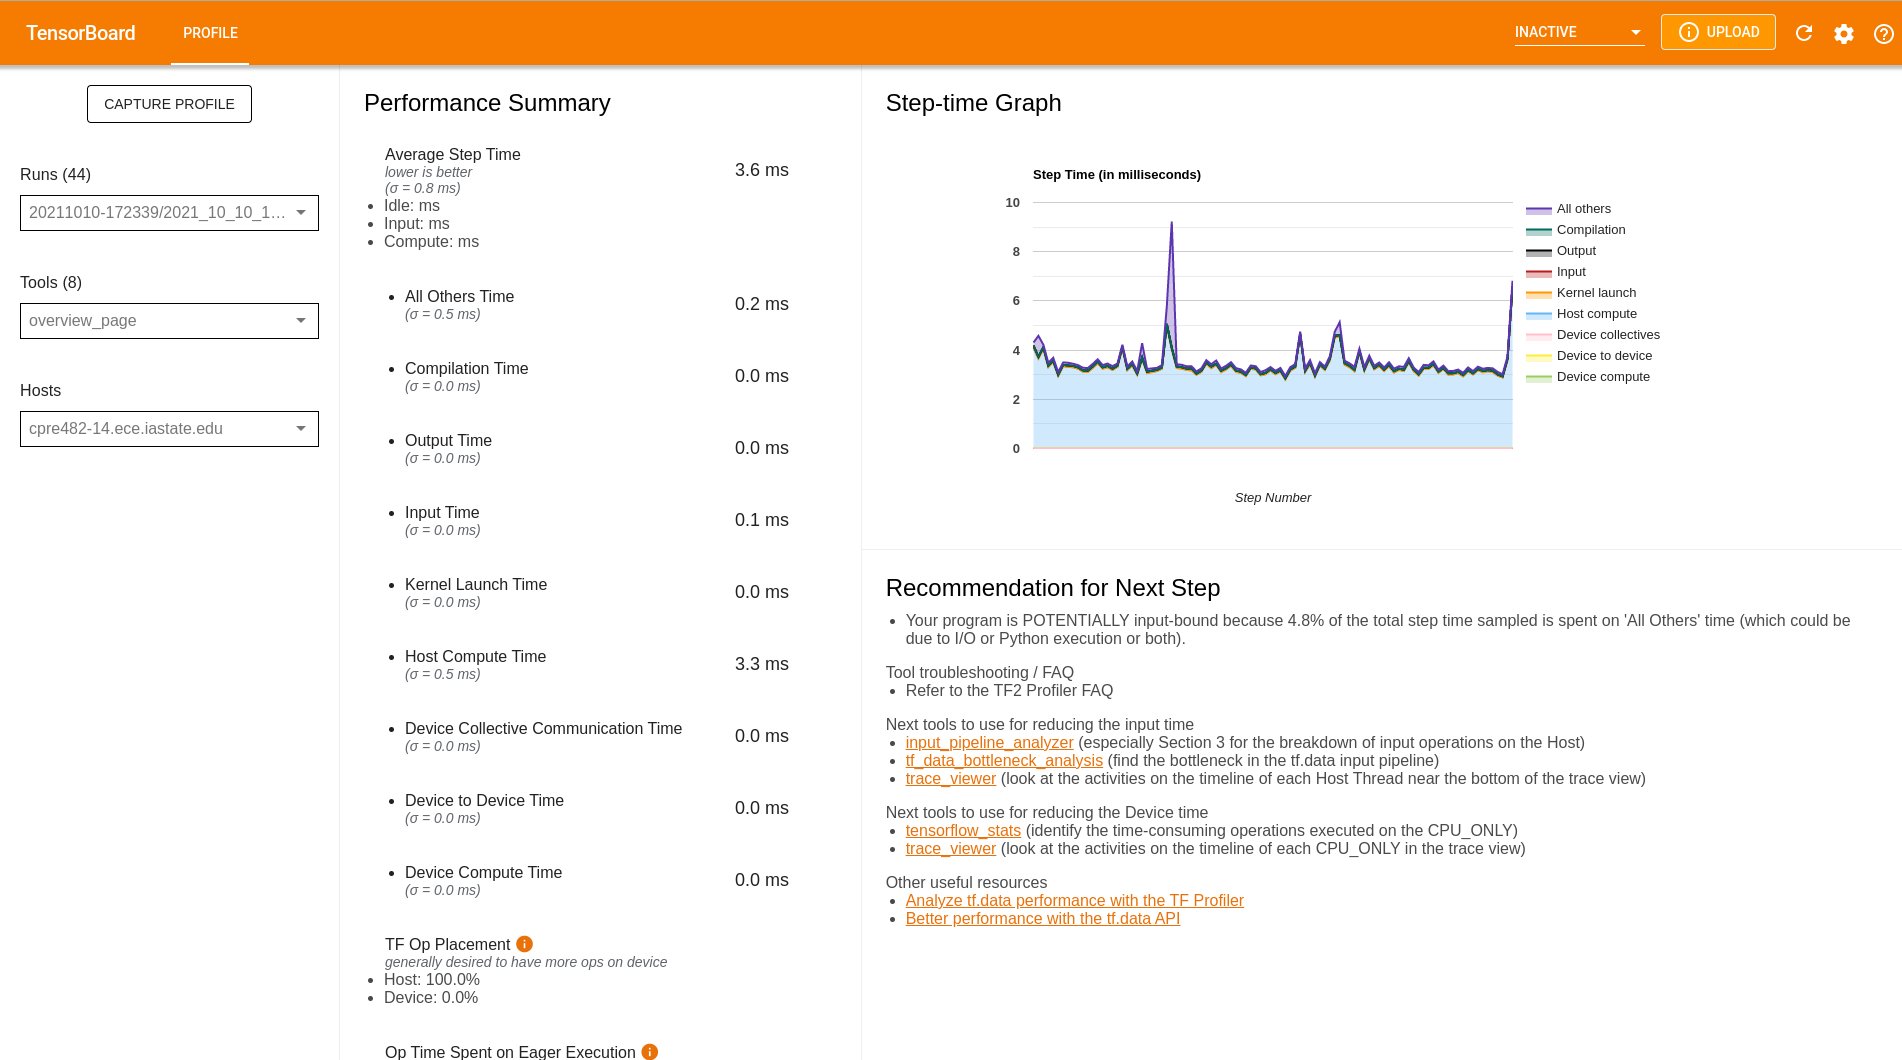 TensorBoard
PROFILE
INACTIVE
UPLOAD
CAPTURE PROFILE
Runs (44)
20211010-172339/2021_10_10_1...
Tools (8)
overview_page
Hosts
cpre482-14.ece.iastate.edu
Performance Summary
Average Step Time
lower is better
(σ = 0.8 ms)
3.6 ms
• Idle: ms
• Input: ms
• Compute: ms
• All Others Time
(σ = 0.5 ms)
0.2 ms
• Compilation Time
(σ = 0.0 ms)
0.0 ms
• Output Time
(σ = 0.0 ms)
0.0 ms
• Input Time
(σ = 0.0 ms)
0.1 ms
• Kernel Launch Time
(σ = 0.0 ms)
0.0 ms
• Host Compute Time
(σ = 0.5 ms)
3.3 ms
• Device Collective Communication Time
(σ = 0.0 ms)
0.0 ms
• Device to Device Time
(σ = 0.0 ms)
0.0 ms
• Device Compute Time
(σ = 0.0 ms)
0.0 ms
TF Op Placement
generally desired to have more ops on device
• Host: 100.0%
• Device: 0.0%
Op Time Spent on Eager Execution
Step-time Graph
Step Time (in milliseconds)
10
8
6
4
2
0
Step Number
All others
Compilation
Output
Input
Kernel launch
Host compute
Device collectives
Device to device
Device compute
Recommendation for Next Step
• Your program is POTENTIALLY input-bound because 4.8% of the total step time sampled is spent on 'All Others' time (which could be
due to I/O or Python execution or both).
Tool troubleshooting / FAQ
• Refer to the TF2 Profiler FAQ
Next tools to use for reducing the input time
• input_pipeline_analyzer (especially Section 3 for the breakdown of input operations on the Host)
• tf_data_bottleneck_analysis (find the bottleneck in the tf.data input pipeline)
• trace_viewer (look at the activities on the timeline of each Host Thread near the bottom of the trace view)
Next tools to use for reducing the Device time
• tensorflow_stats (identify the time-consuming operations executed on the CPU_ONLY)
• trace_viewer (look at the activities on the timeline of each CPU_ONLY in the trace view)
Other useful resources
• Analyze tf.data performance with the TF Profiler
• Better performance with the tf.data API